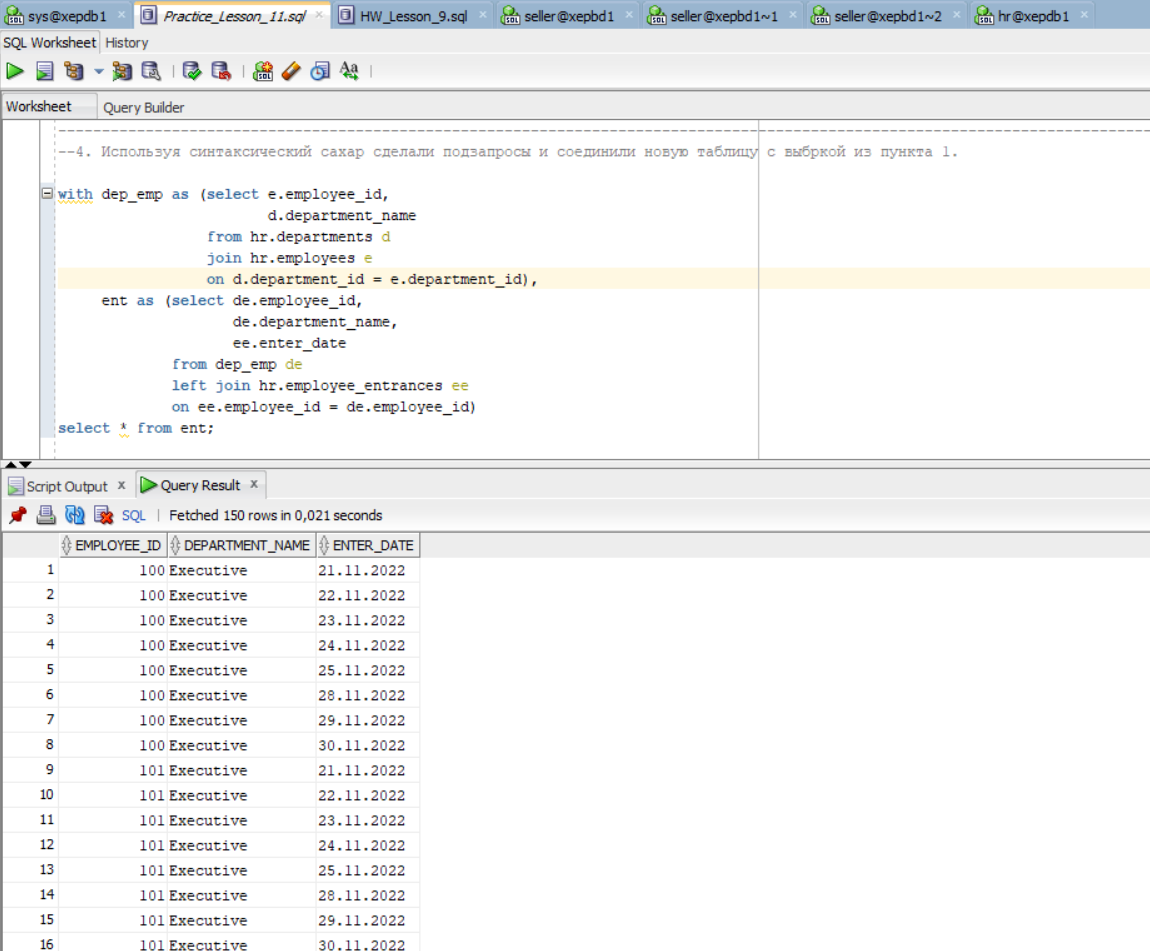 sys@xepdb1 Practice_Lesson_11.sql HW_Lesson_9.sql seller@xepbd1 seller@xepbd1~1 seller@xepbd1~2 hr@xepdb1
SQL Worksheet History
Worksheet Query Builder
--4. Используя синтаксический сахар сделали подзапросы и соединили новую таблицу с выбркой из пункта 1.
with dep_emp as (select e.employee_id,
d.department_name
from hr.departments d
join hr.employees e
on d.department_id = e.department_id),
ent as (select de.employee_id,
de.department_name,
ee.enter_date
from dep_emp de
left join hr.employee_entrances ee
on ee.employee_id = de.employee_id)
select * from ent;
Script Output x Query Result x
SQL | Fetched 150 rows in 0,021 seconds
EMPLOYEE_ID DEPARTMENT_NAME ENTER_DATE
1 100 Executive 21.11.2022
2 100 Executive 22.11.2022
3 100 Executive 23.11.2022
4 100 Executive 24.11.2022
5 100 Executive 25.11.2022
6 100 Executive 28.11.2022
7 100 Executive 29.11.2022
8 100 Executive 30.11.2022
9 101 Executive 21.11.2022
10 101 Executive 22.11.2022
11 101 Executive 23.11.2022
12 101 Executive 24.11.2022
13 101 Executive 25.11.2022
14 101 Executive 28.11.2022
15 101 Executive 29.11.2022
16 101 Executive 30.11.2022